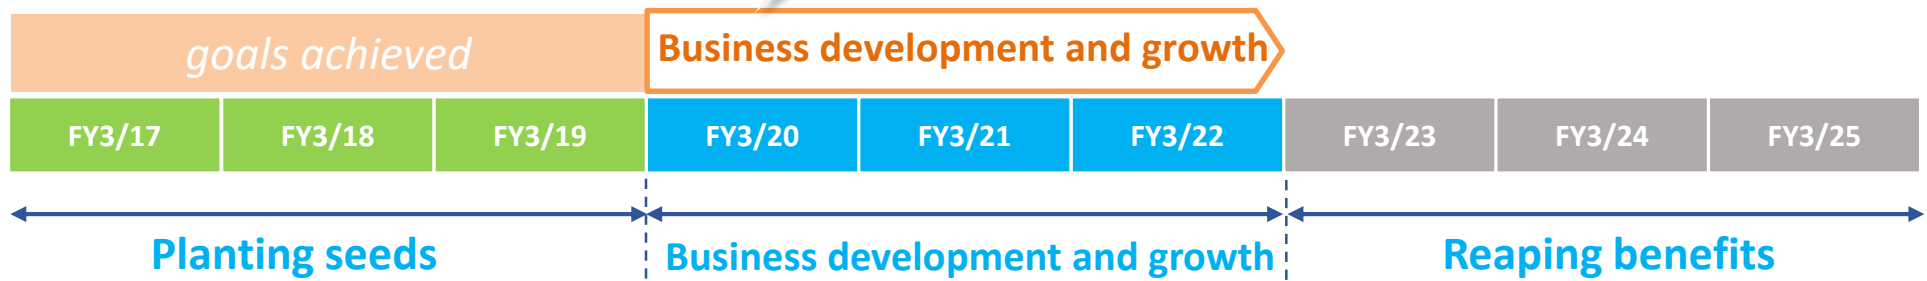 goals achieved
Business development and growth
FY3/17
FY3/18
FY3/19
FY3/20
FY3/21
FY3/22
FY3/23
FY3/24
FY3/25
Planting seeds
Business development and growth
Reaping benefits